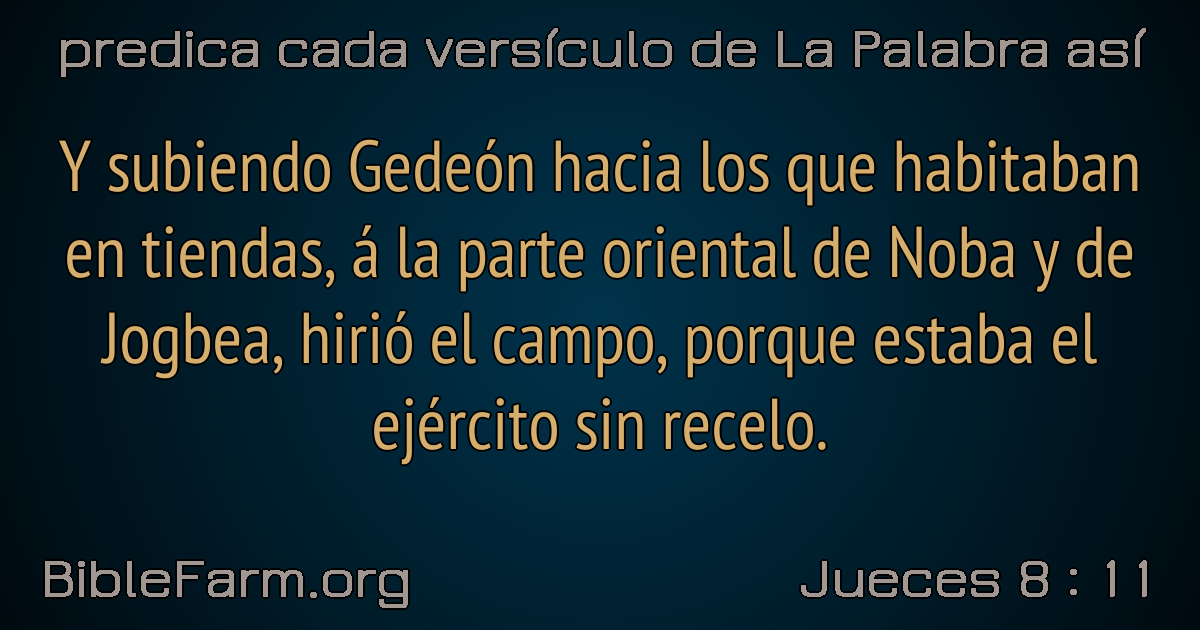 predica cada versículo de La Palabra así
Y subiendo Gedeón hacia los que habitaban
en tiendas, á la parte oriental de Noba y de
Jogbea, hirió el campo, porque estaba el
ejército sin recelo.
BibleFarm.org
Jueces 8 : 11